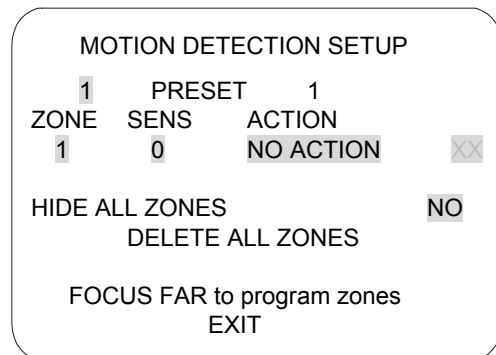 MOTION DETECTION SETUP
1 PRESET 1
ZONE SENS ACTION
1 0 NO ACTION XX
HIDE ALL ZONES NO
DELETE ALL ZONES
FOCUS FAR to program zones
EXIT